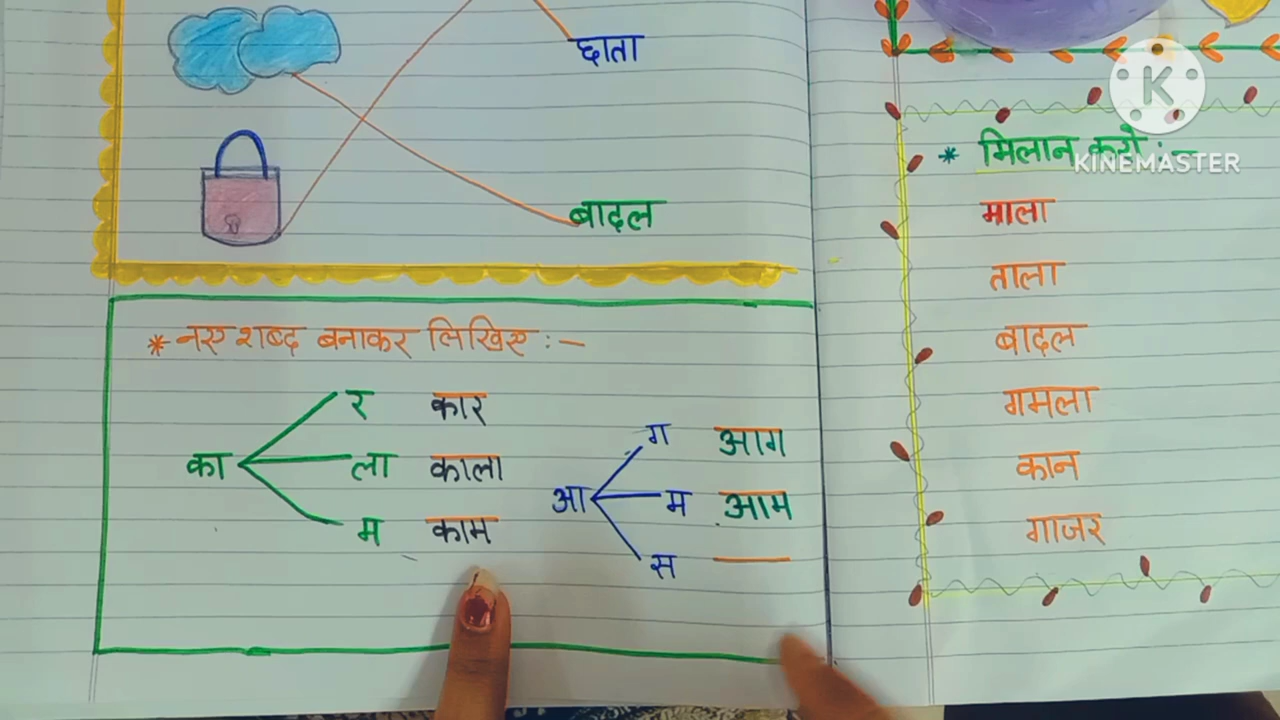 छाता
बादल
* नए शब्द बनाकर लिखिए :-
का
र कार
ला काला
म काम
आ
ग आग
म आम
स
K
KINEMASTER
* मिलान करो :-
माला
ताला
बादल
गमला
कान
गाजर